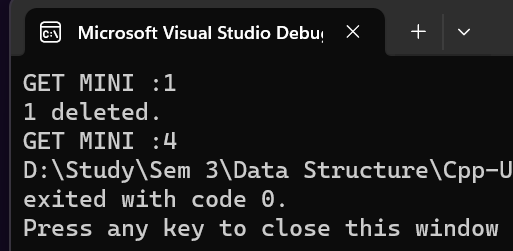 Microsoft Visual Studio Debu
GET MINI :1
1 deleted.
GET MINI :4
D:\Study\Sem 3\Data Structure\Cpp-U
exited with code 0.
Press any key to close this window